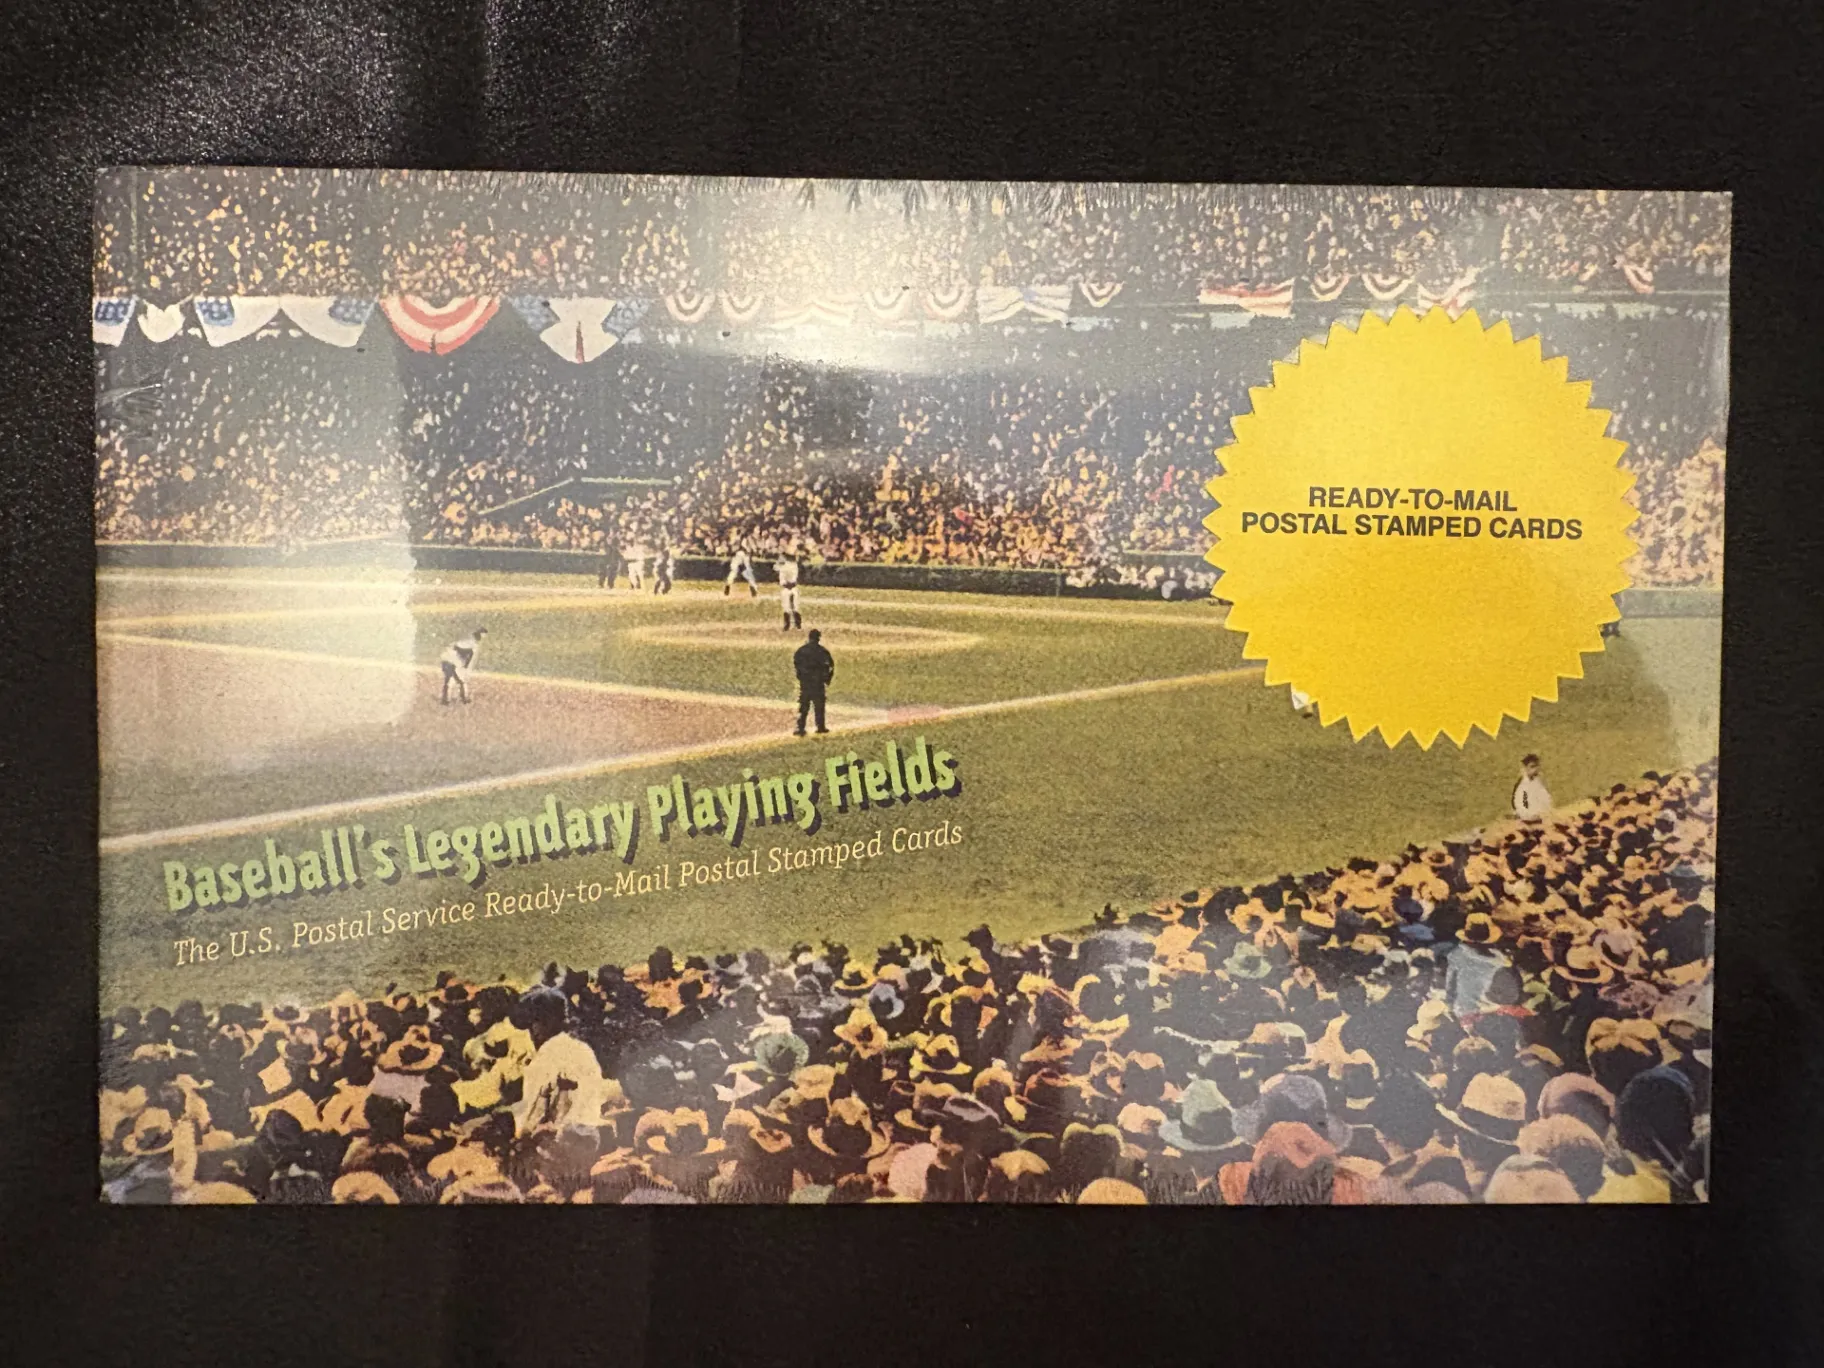 READY-TO-MAIL
POSTAL STAMPED CARDS
Baseball's Legendary Playing Fields
The U.S. Postal Service Ready-to-Mail Postal Stamped Cards